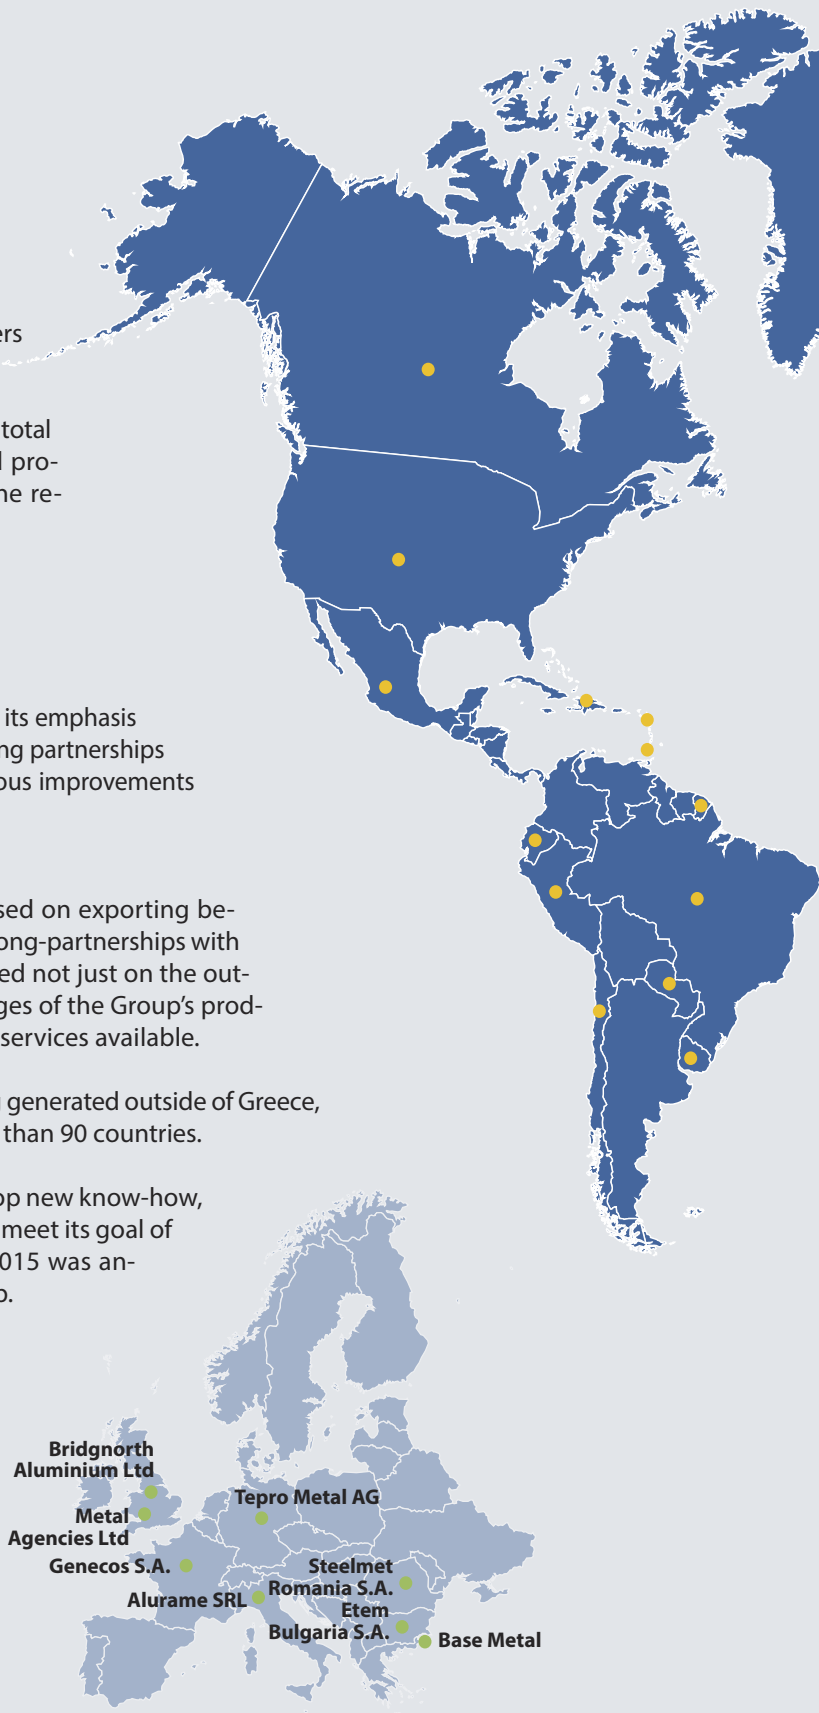 ers
total
l pro-
ne re-
its emphasis
ng partnerships
ous improvements
sed on exporting be-
ong-partnerships with
ed not just on the out-
ges of the Group's prod-
services available.
g generated outside of Greece,
than 90 countries.
op new know-how,
meet its goal of
015 was an-
o.
Bridgnorth
Aluminium Ltd
Tepro Metal AG
Metal
Agencies Ltd
Genecos S.A.
Steelmet
Romania S.A.
Alurame SRL
Etem
Bulgaria S.A.
Base Metal